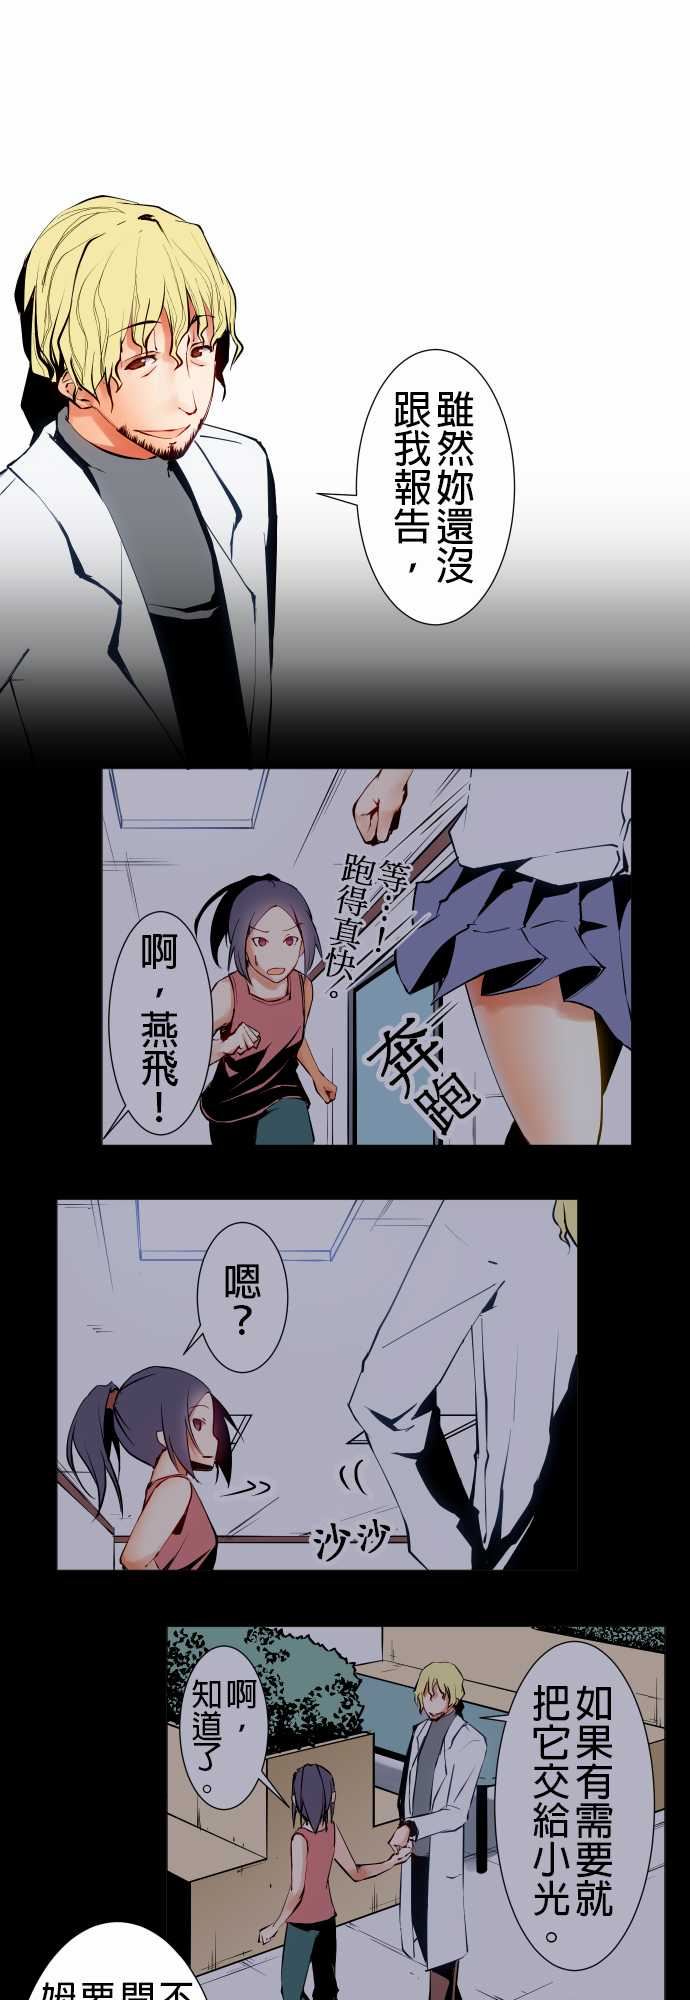 雖然妳還沒
跟我報告，
等…！
跑得真快。
啊，燕飛！
奔跑
嗯？
沙沙
如果有需要就
把它交給小光。
啊，
知道了。